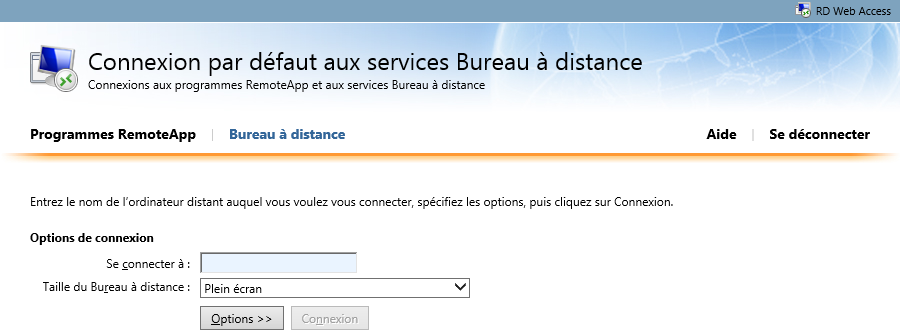 RD Web Access
Connexion par défaut aux services Bureau à distance
Connexions aux programmes RemoteApp et aux services Bureau à distance
Programmes RemoteApp | Bureau à distance Aide | Se déconnecter
Entrez le nom de l'ordinateur distant auquel vous voulez vous connecter, spécifiez les options, puis cliquez sur Connexion.
Options de connexion
Se connecter à :
Taille du Bureau à distance : Plein écran
Options >> Connexion